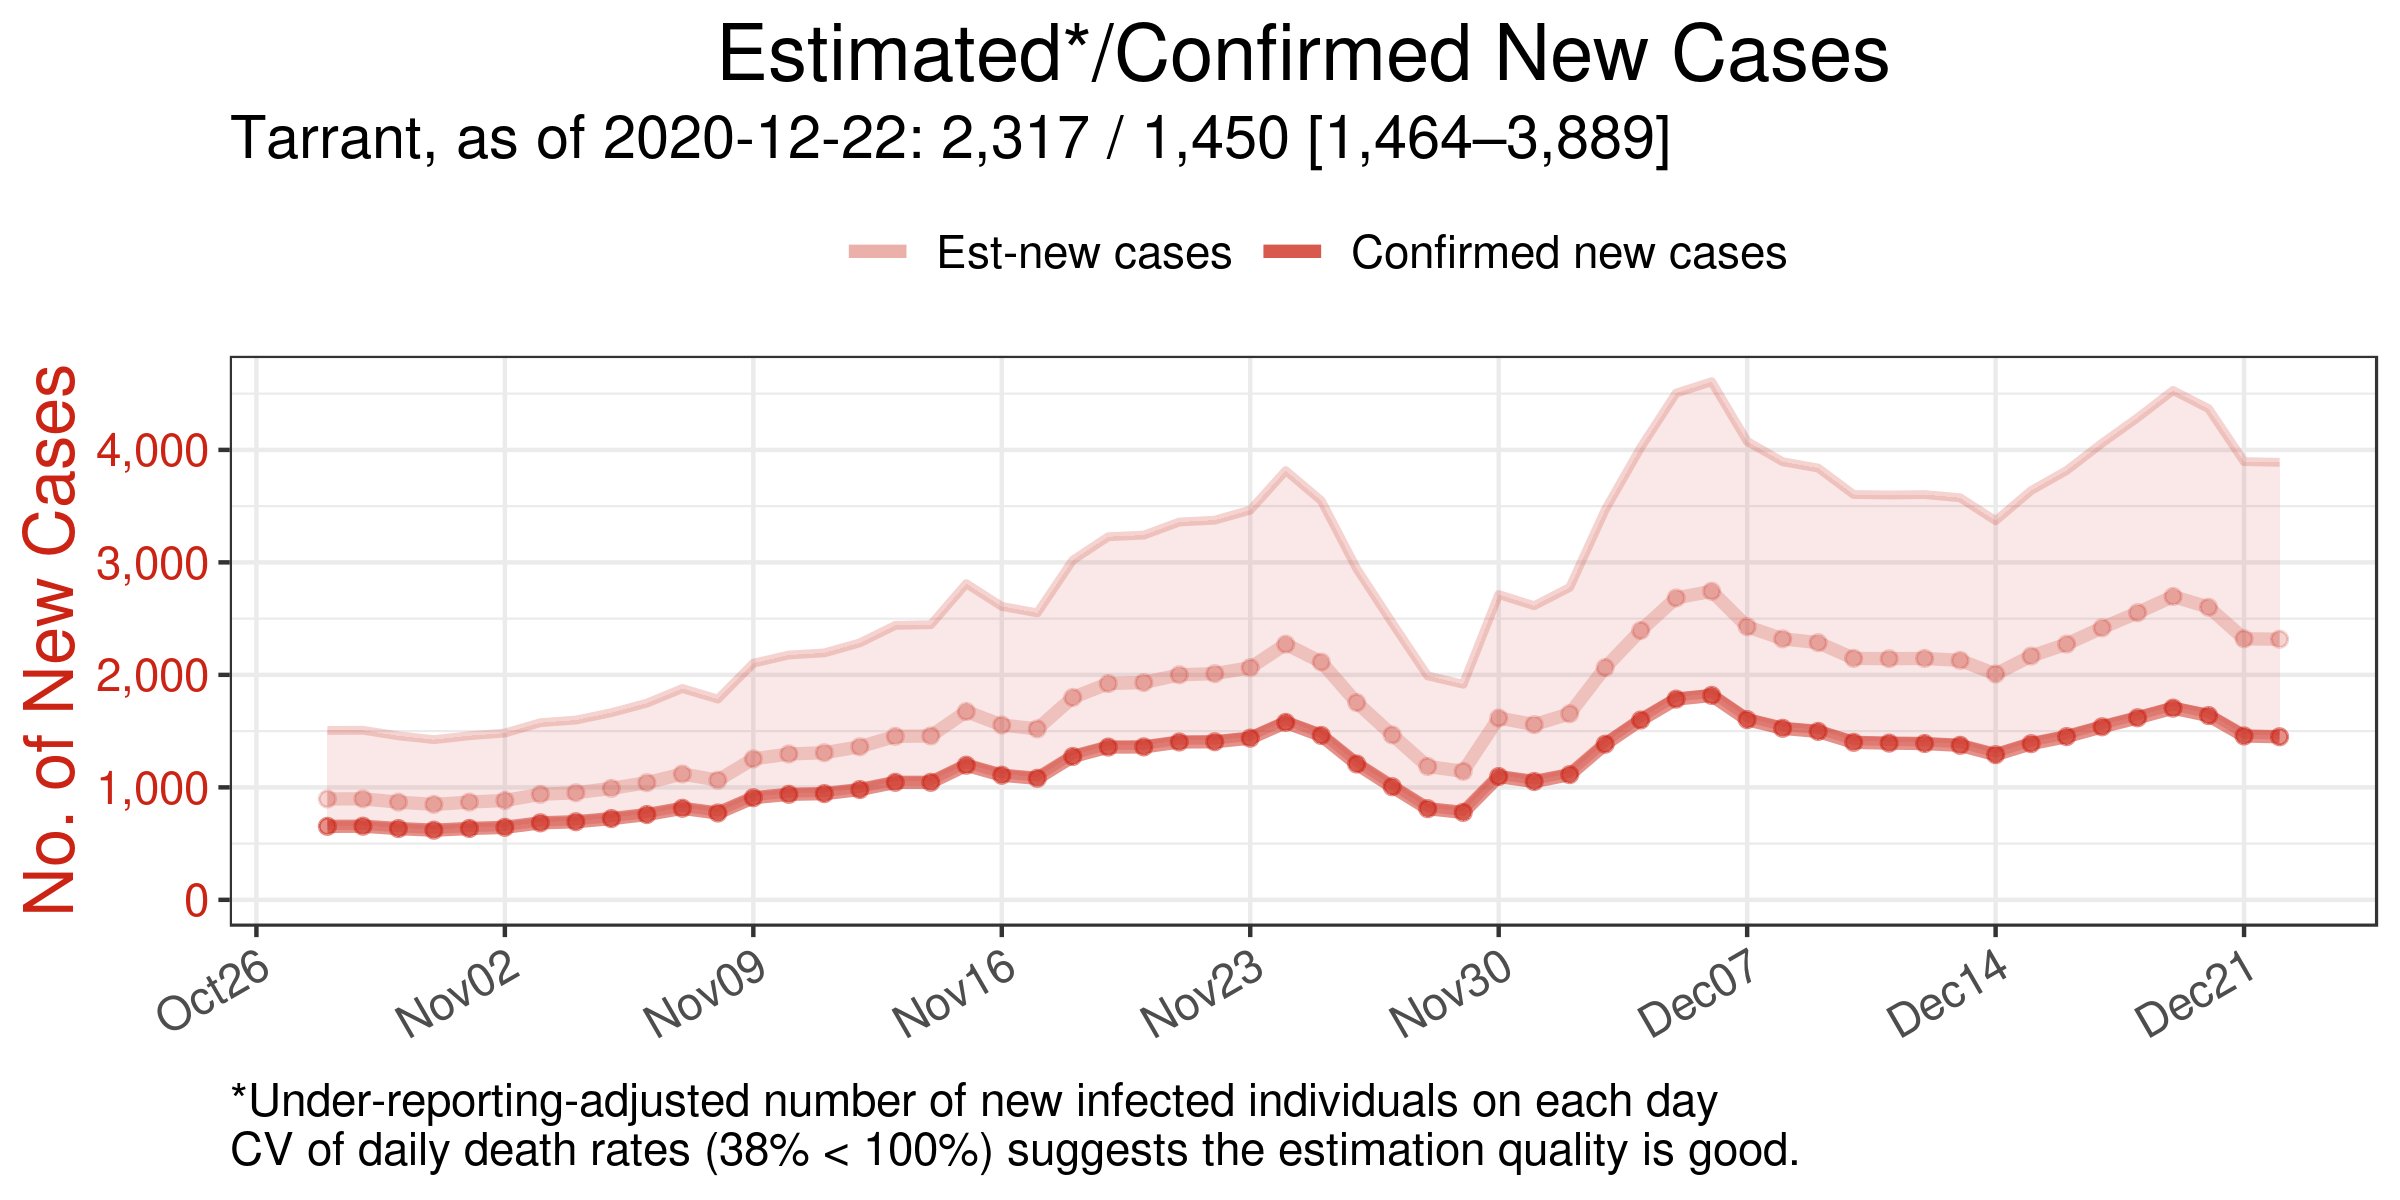 Estimated*/Confirmed New Cases
Tarrant, as of 2020-12-22: 2,317 / 1,450 [1,464–3,889]
Est-new cases Confirmed new cases
No. of New Cases
4,000
3,000
2,000
1,000
0
Oct26 Nov02 Nov09 Nov16 Nov23 Nov30 Dec07 Dec14 Dec21
*Under-reporting-adjusted number of new infected individuals on each day
CV of daily death rates (38% < 100%) suggests the estimation quality is good.